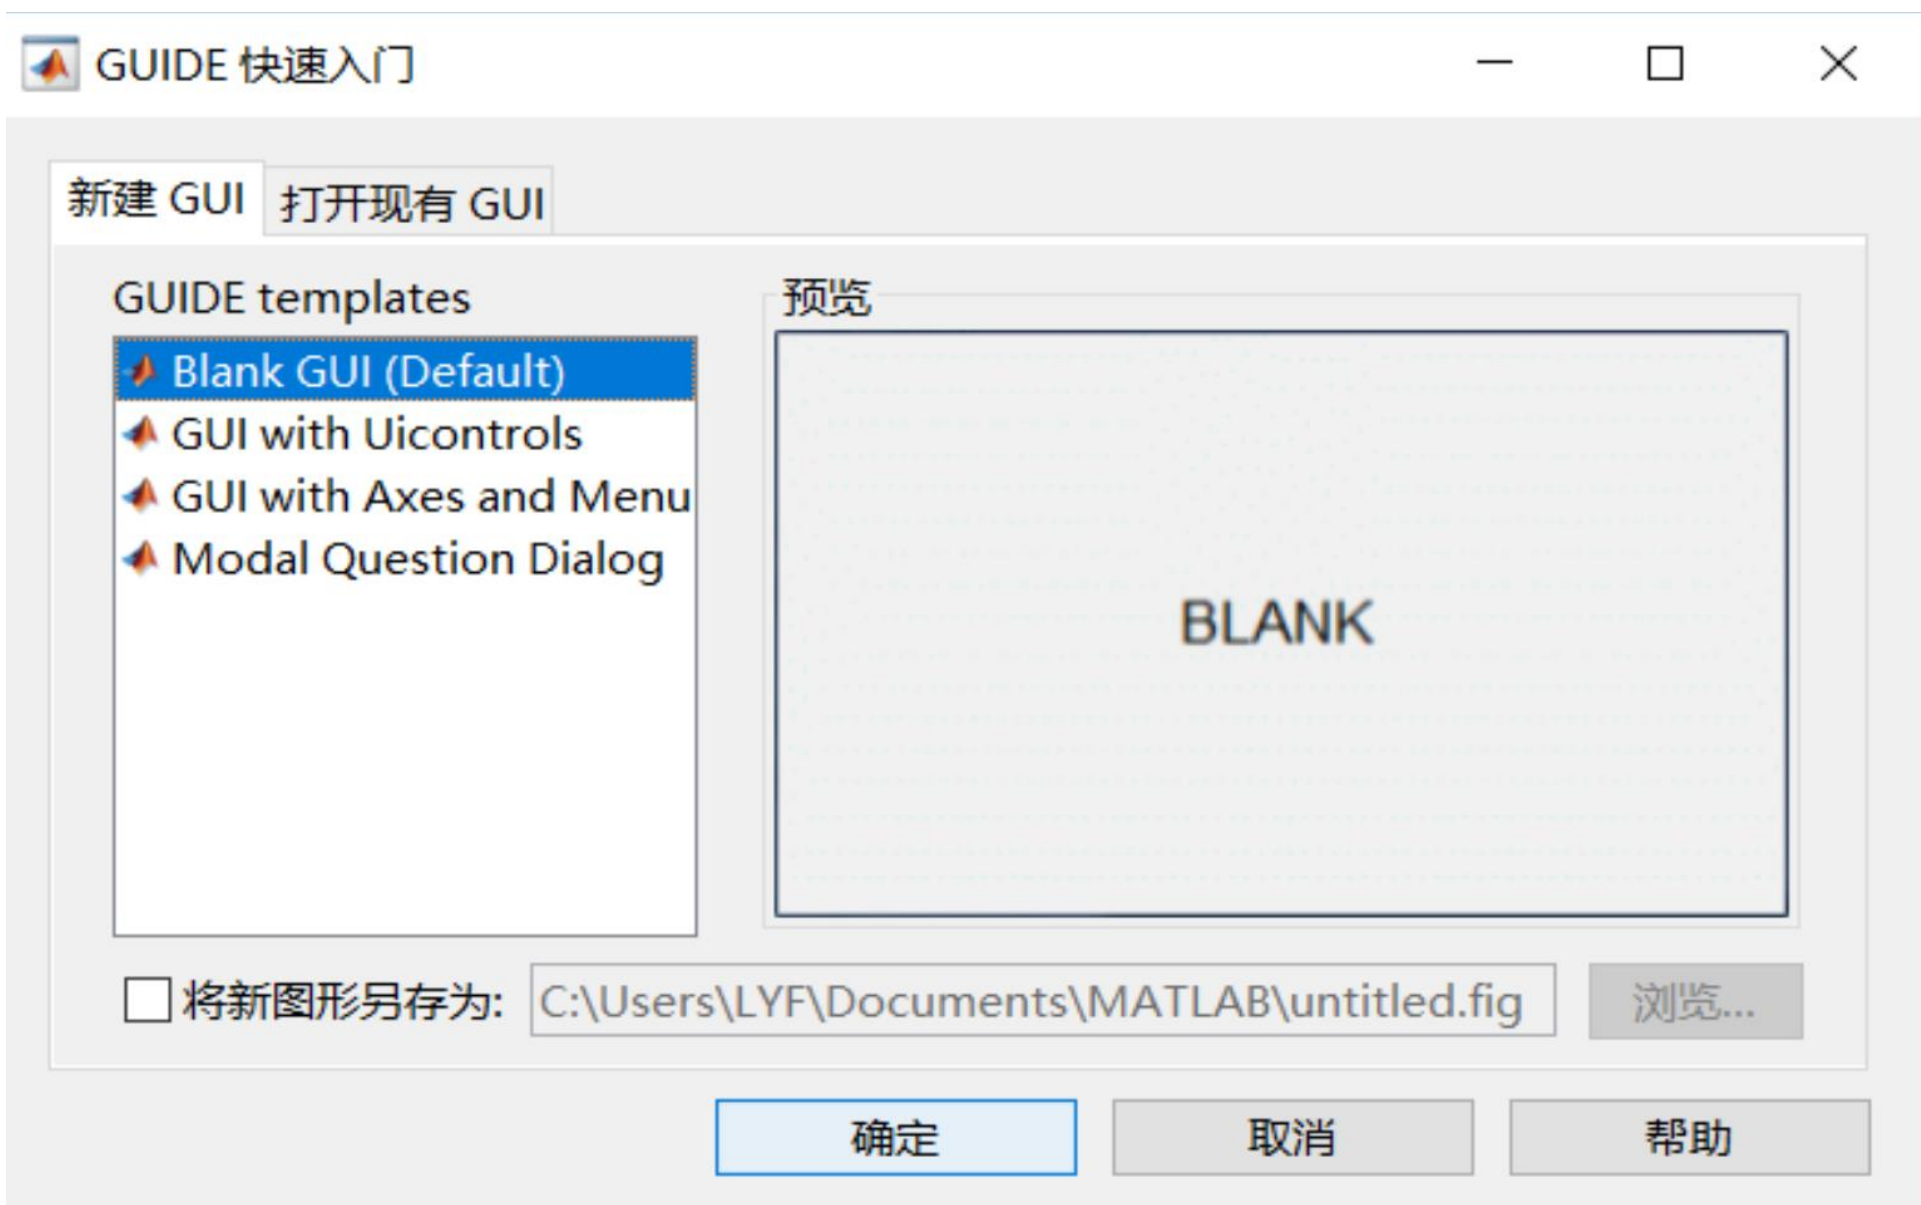 GUIDE 快速入门
新建 GUI
打开现有 GUI
GUIDE templates
Blank GUI (Default)
GUI with Uicontrols
GUI with Axes and Menu
Modal Question Dialog
预览
BLANK
将新图形另存为:
C:\Users\LYF\Documents\MATLAB\untitled.fig
浏览...
确定
取消
帮助